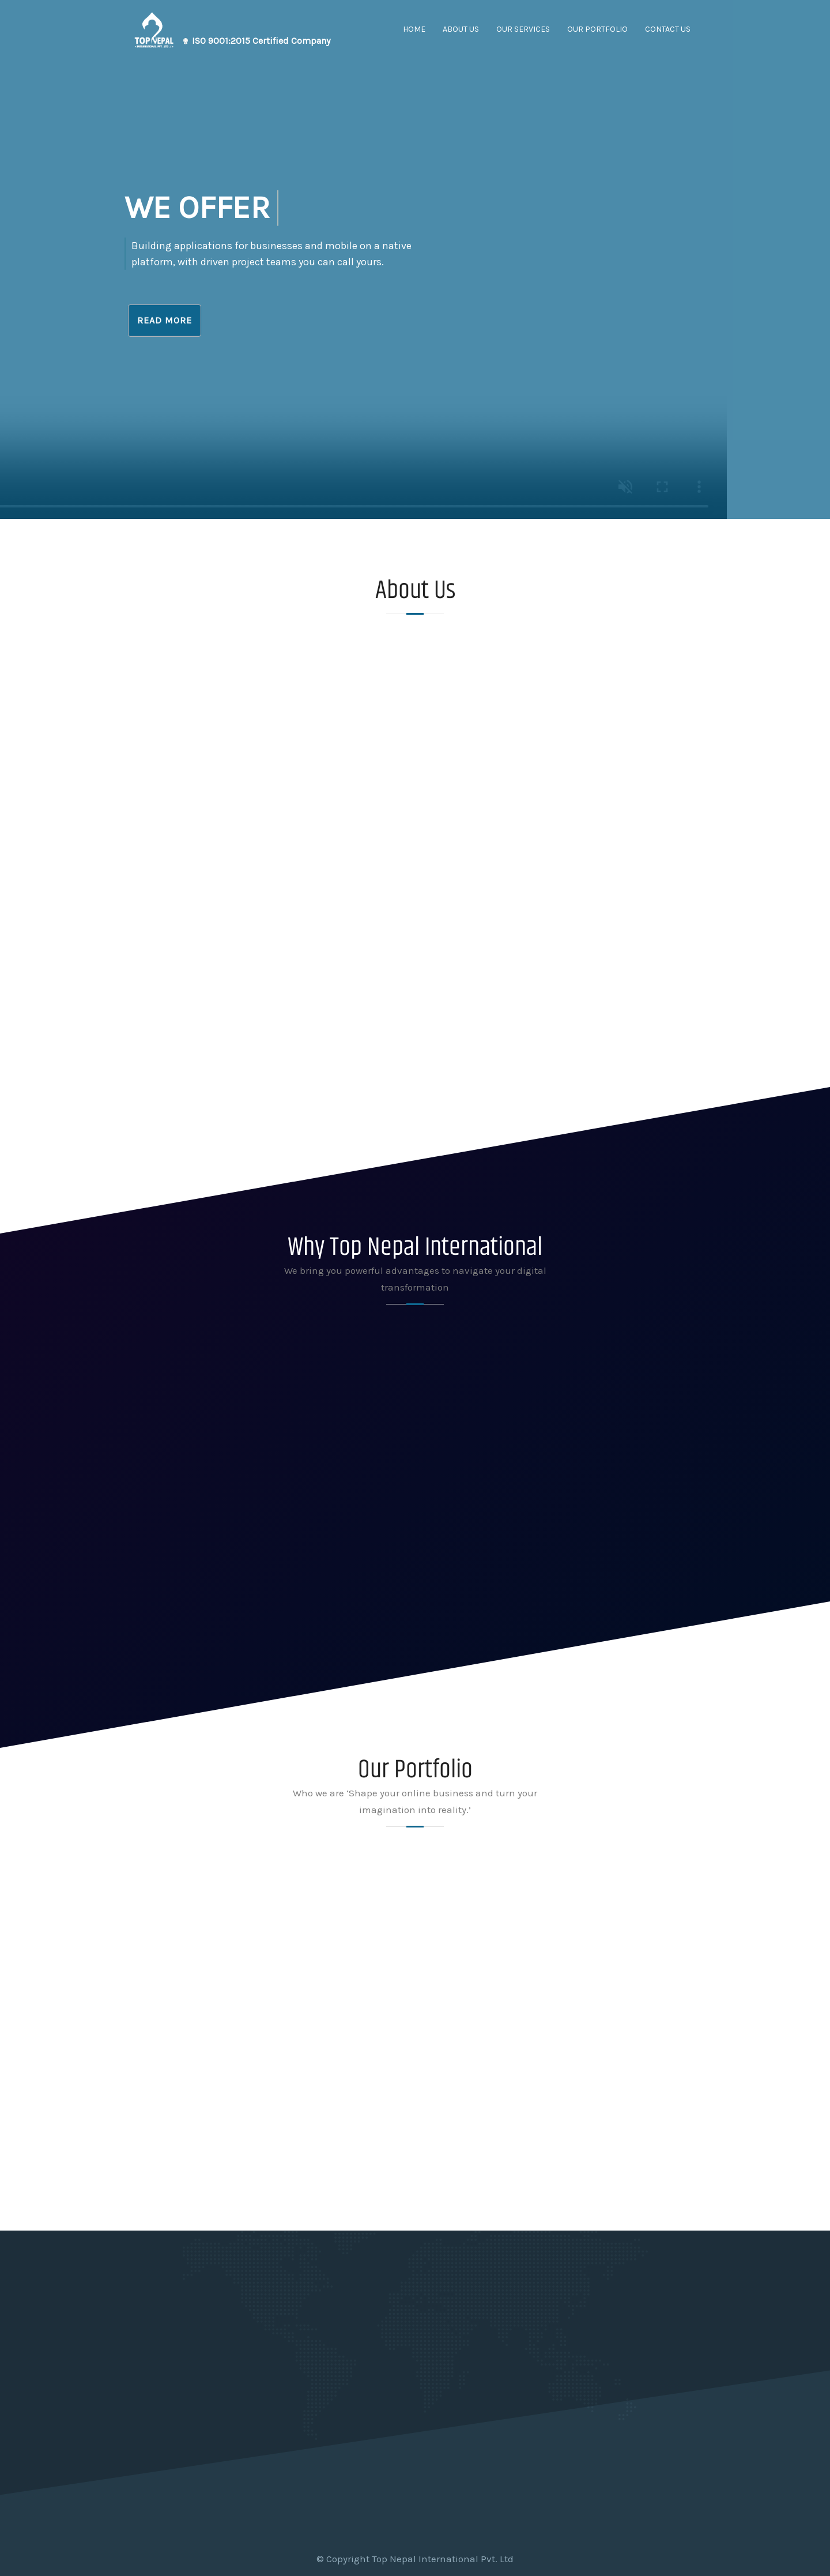 TOP NEPAL
INTERNATIONAL PVT. LTD
ISO 9001:2015 Certified Company
HOME
ABOUT US
OUR SERVICES
OUR PORTFOLIO
CONTACT US
WE OFFER
Building applications for businesses and mobile on a native
platform, with driven project teams you can call yours.
READ MORE
About Us
Why Top Nepal International
We bring you powerful advantages to navigate your digital
transformation
Our Portfolio
Who we are 'Shape your online business and turn your
imagination into reality.'
© Copyright Top Nepal International Pvt. Ltd